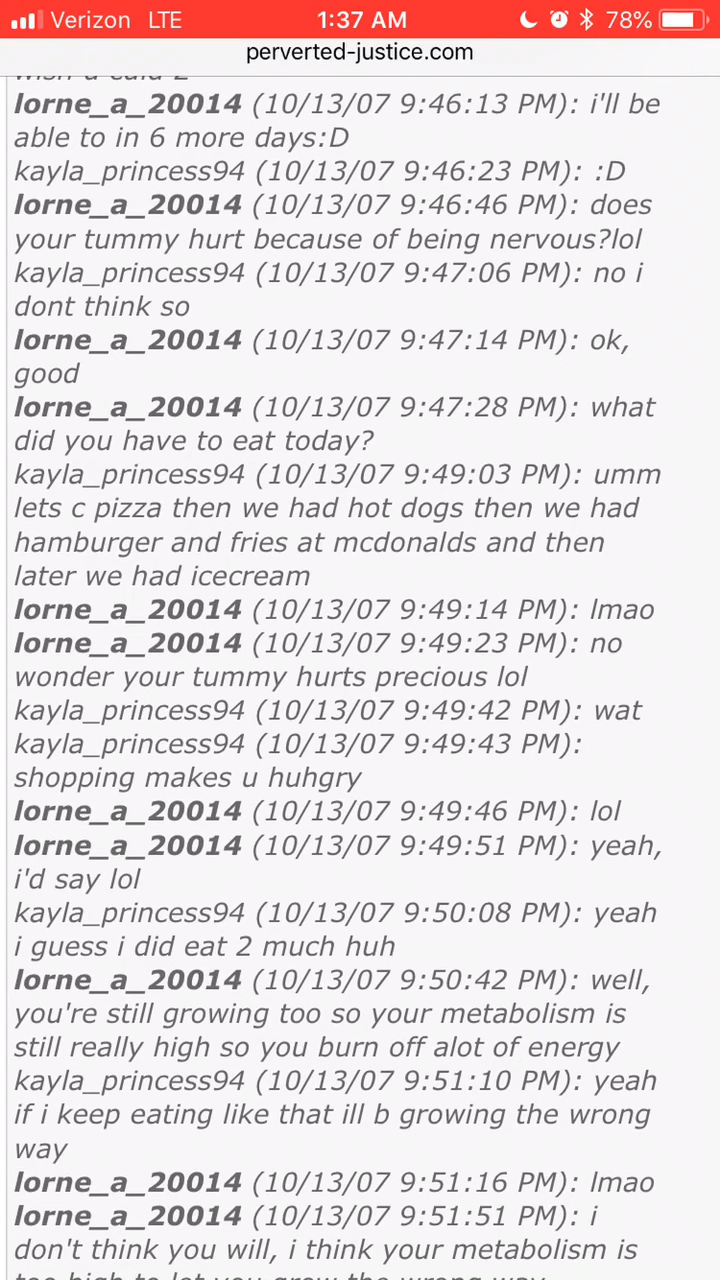 Verizon LTE 1:37 AM 78%
perverted-justice.com
lorne_a_20014 (10/13/07 9:46:13 PM): i'll be
able to in 6 more days:D
kayla_princess94 (10/13/07 9:46:23 PM): :D
lorne_a_20014 (10/13/07 9:46:46 PM): does
your tummy hurt because of being nervous?lol
kayla_princess94 (10/13/07 9:47:06 PM): no i
dont think so
lorne_a_20014 (10/13/07 9:47:14 PM): ok,
good
lorne_a_20014 (10/13/07 9:47:28 PM): what
did you have to eat today?
kayla_princess94 (10/13/07 9:49:03 PM): umm
lets c pizza then we had hot dogs then we had
hamburger and fries at mcdonalds and then
later we had icecream
lorne_a_20014 (10/13/07 9:49:14 PM): lmao
lorne_a_20014 (10/13/07 9:49:23 PM): no
wonder your tummy hurts precious lol
kayla_princess94 (10/13/07 9:49:42 PM): wat
kayla_princess94 (10/13/07 9:49:43 PM):
shopping makes u huhgry
lorne_a_20014 (10/13/07 9:49:46 PM): lol
lorne_a_20014 (10/13/07 9:49:51 PM): yeah,
i'd say lol
kayla_princess94 (10/13/07 9:50:08 PM): yeah
i guess i did eat 2 much huh
lorne_a_20014 (10/13/07 9:50:42 PM): well,
you're still growing too so your metabolism is
still really high so you burn off alot of energy
kayla_princess94 (10/13/07 9:51:10 PM): yeah
if i keep eating like that ill b growing the wrong
way
lorne_a_20014 (10/13/07 9:51:16 PM): lmao
lorne_a_20014 (10/13/07 9:51:51 PM): i
don't think you will, i think your metabolism is